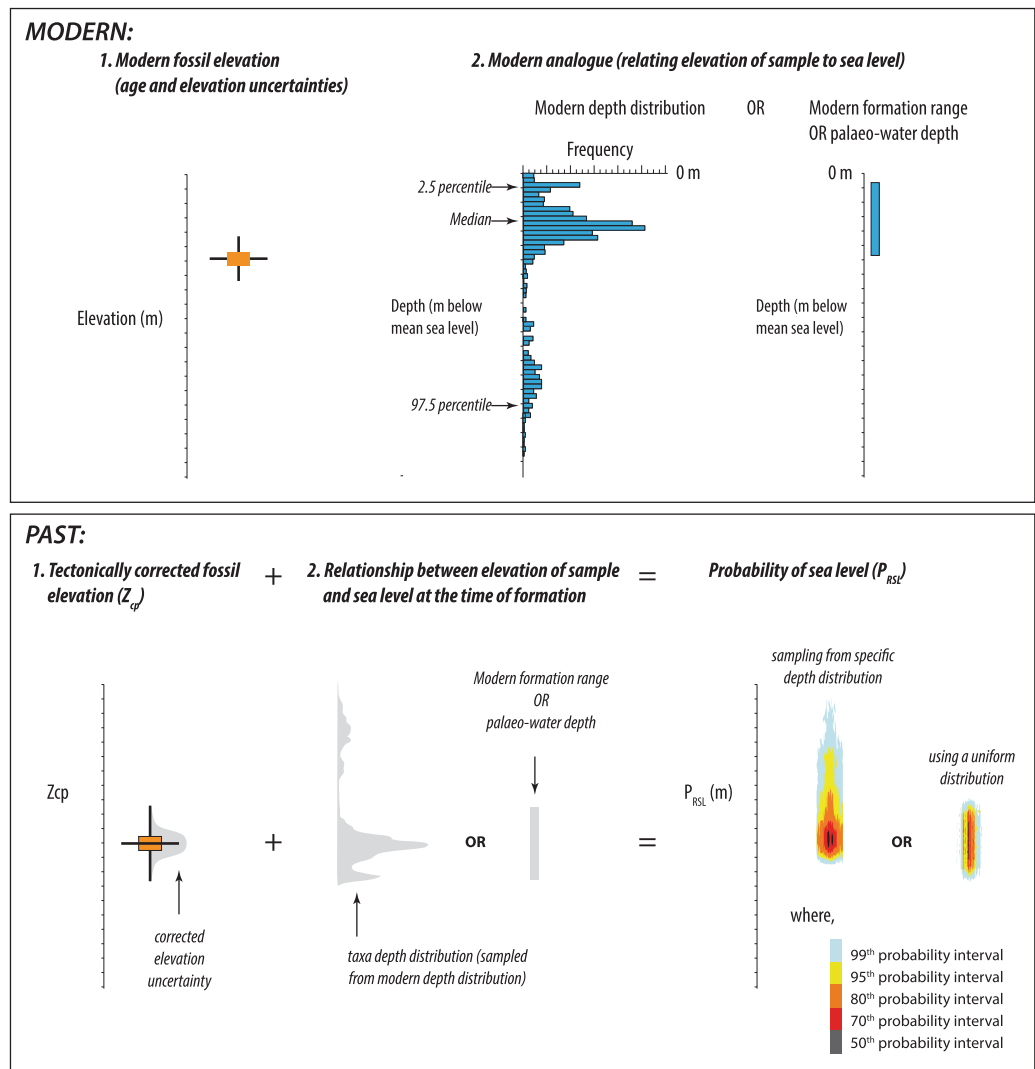 MODERN:
1. Modern fossil elevation
(age and elevation uncertainties)
2. Modern analogue (relating elevation of sample to sea level)
Modern depth distribution
OR
Modern formation range
OR palaeo-water depth
Frequency
0 m
0 m
2.5 percentile
Median
Elevation (m)
Depth (m below
mean sea level)
97.5 percentile
Depth (m below
mean sea level)
PAST:
1. Tectonically corrected fossil
elevation (Zcp)
+
2. Relationship between elevation of sample
and sea level at the time of formation
=
Probability of sea level (PRSL)
Zcp
corrected
elevation
uncertainty
+
taxa depth distribution (sampled
from modern depth distribution)
OR
Modern formation range
OR
palaeo-water depth
=
PRSL (m)
sampling from specific
depth distribution
OR
using a uniform
distribution
where,
99th probability interval
95th probability interval
80th probability interval
70th probability interval
50th probability interval